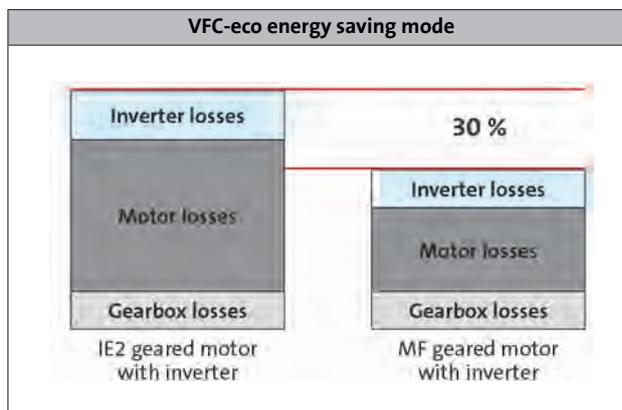 VFC-eco energy saving mode
Inverter losses
30 %
Inverter losses
Motor losses
Motor losses
Gearbox losses
Gearbox losses
IE2 geared motor
with inverter
MF geared motor
with inverter